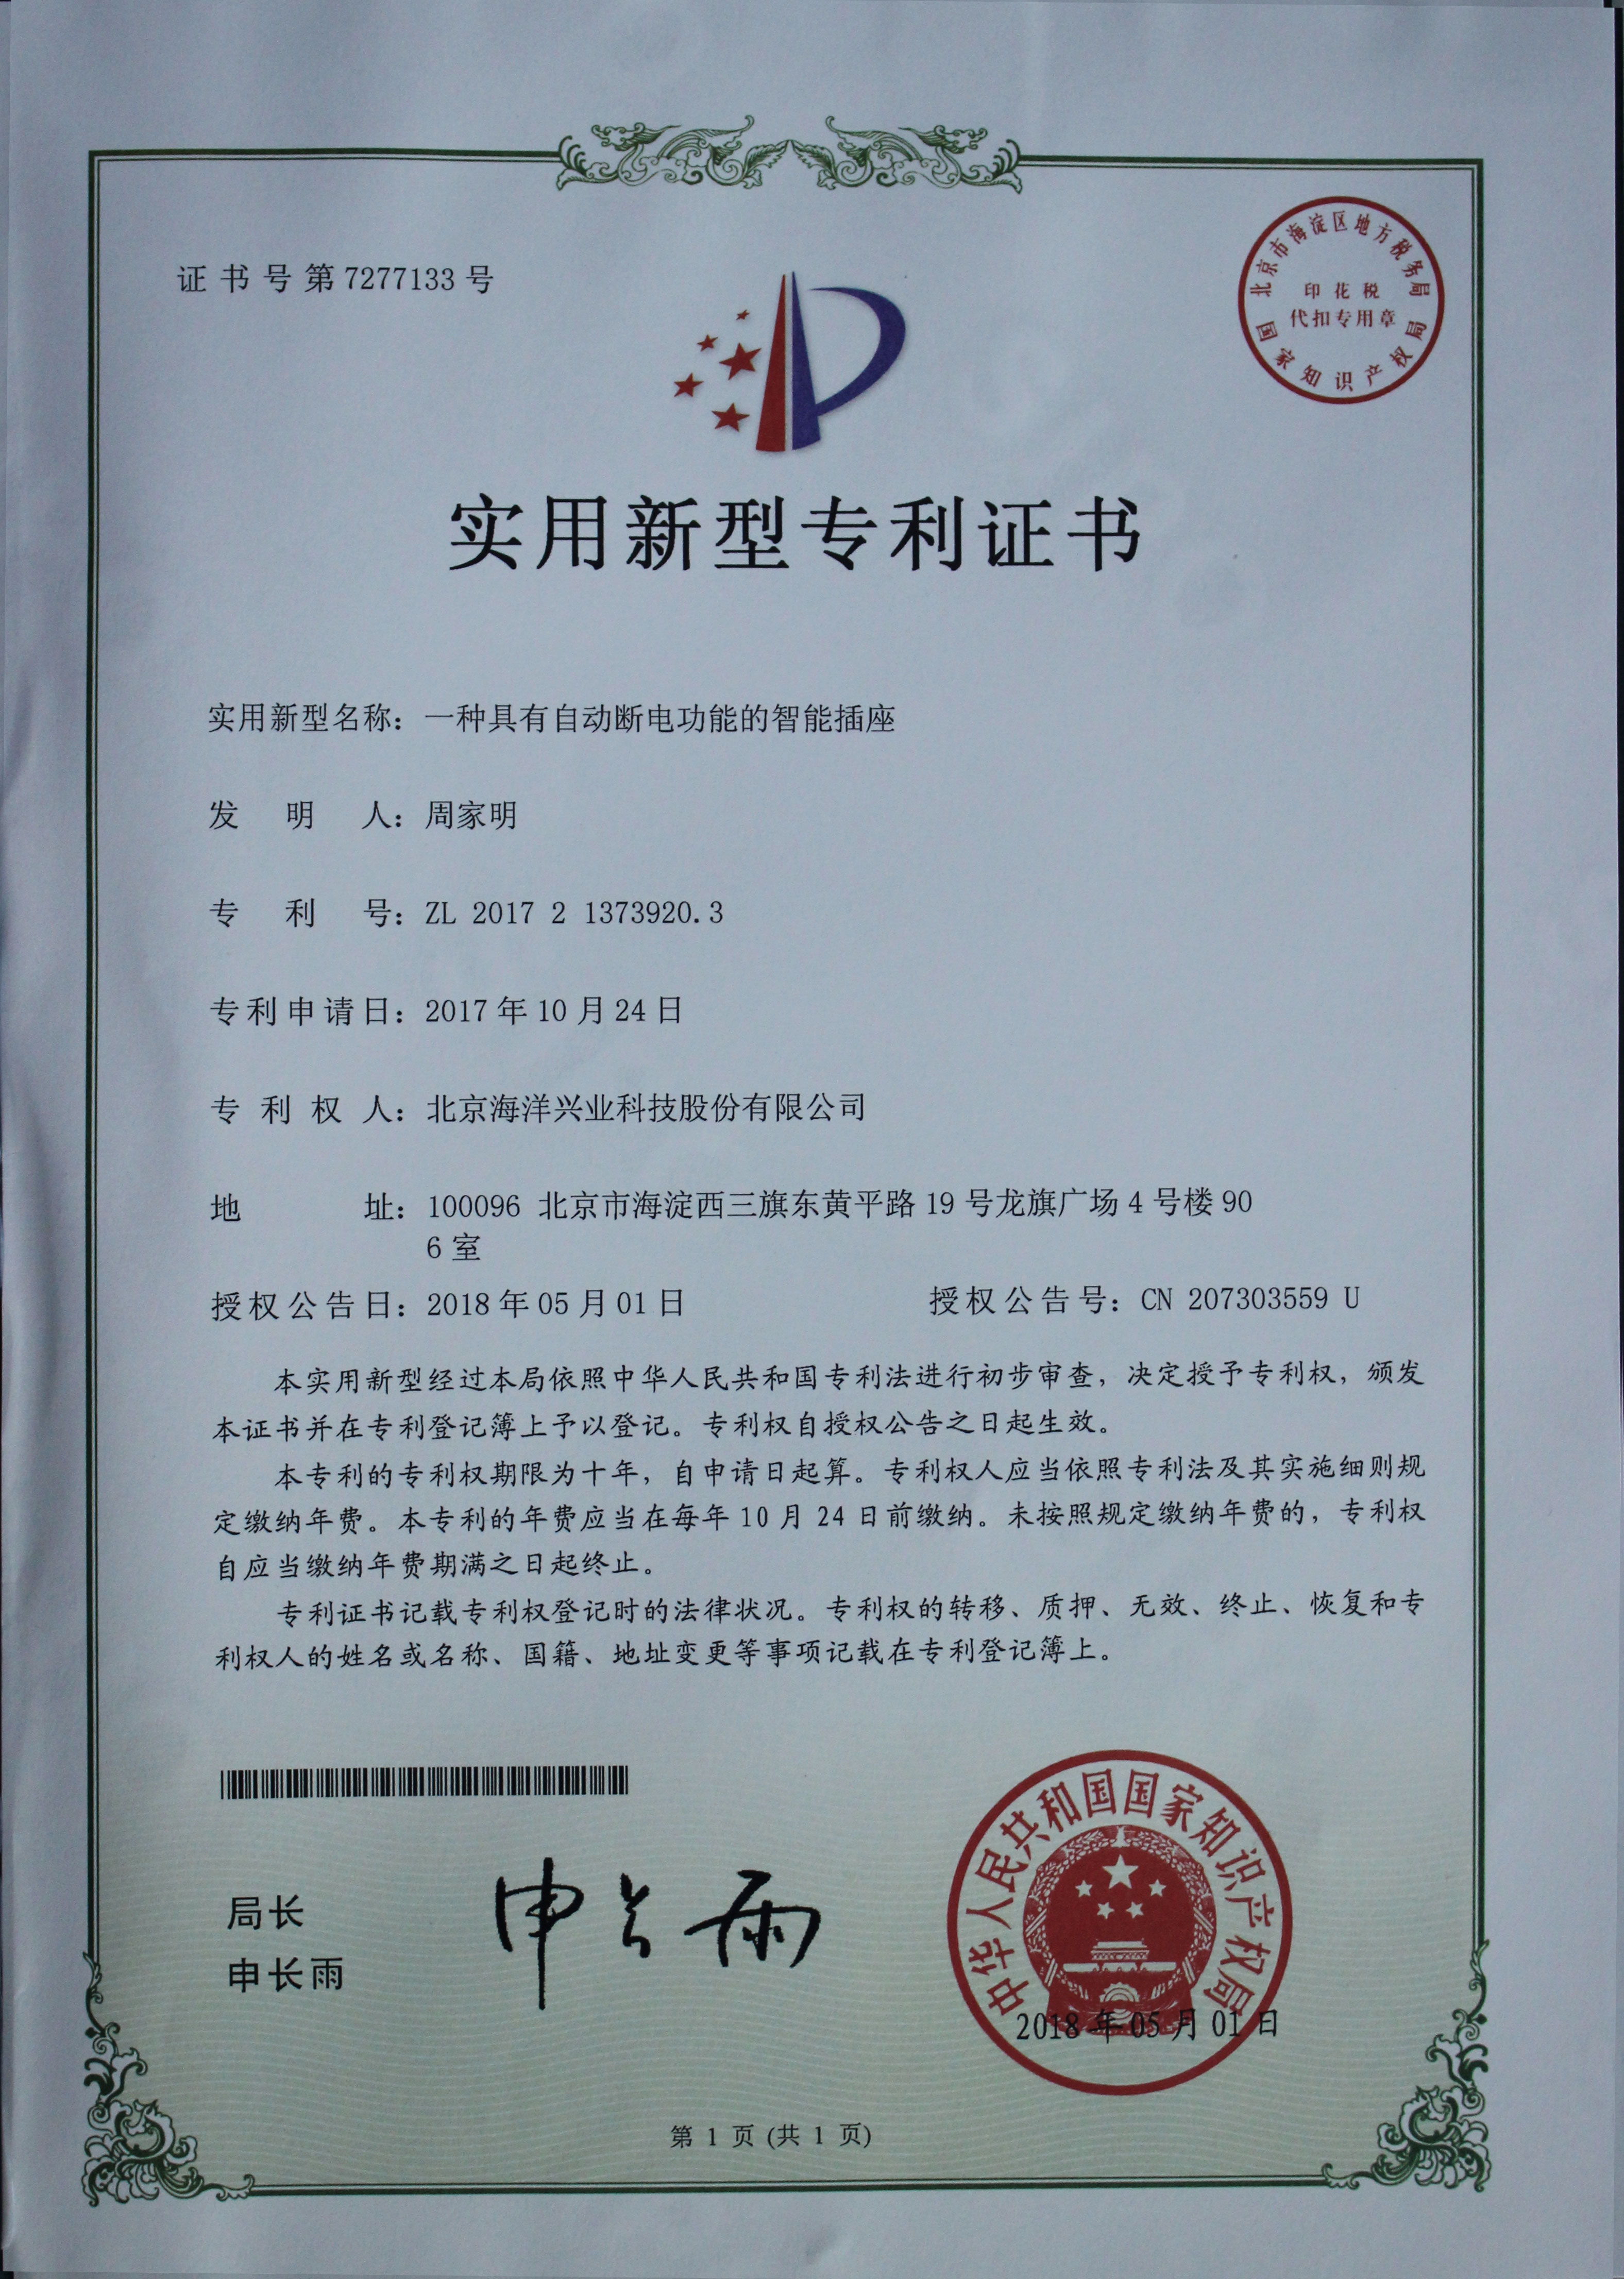 证书号第7277133号
北京市海淀区地方税务局
印花税
代扣专用章
国家知识产权局
实用新型专利证书
实用新型名称：一种具有自动断电功能的智能插座
发明人：周家明
专利号：ZL 2017 2 1373920.3
专利申请日：2017年10月24日
专利权人：北京海洋兴业科技股份有限公司
地址：100096 北京市海淀西三旗东黄平路19号龙旗广场4号楼90
6室
授权公告日：2018年05月01日 授权公告号：CN 207303559 U
本实用新型经过本局依照中华人民共和国专利法进行初步审查，决定授予专利权，颁发
本证书并在专利登记簿上予以登记。专利权自授权公告之日起生效。
本专利的专利权期限为十年，自申请日起算。专利权人应当依照专利法及其实施细则规
定缴纳年费。本专利的年费应当在每年10月24日前缴纳。未按照规定缴纳年费的，专利权
自应当缴纳年费期满之日起终止。
专利证书记载专利权登记时的法律状况。专利权的转移、质押、无效、终止、恢复和专
利权人的姓名或名称、国籍、地址变更等事项记载在专利登记簿上。
局长
申长雨
申长雨
中华人民共和国国家知识产权局
2018年05月01日
第1页(共1页)